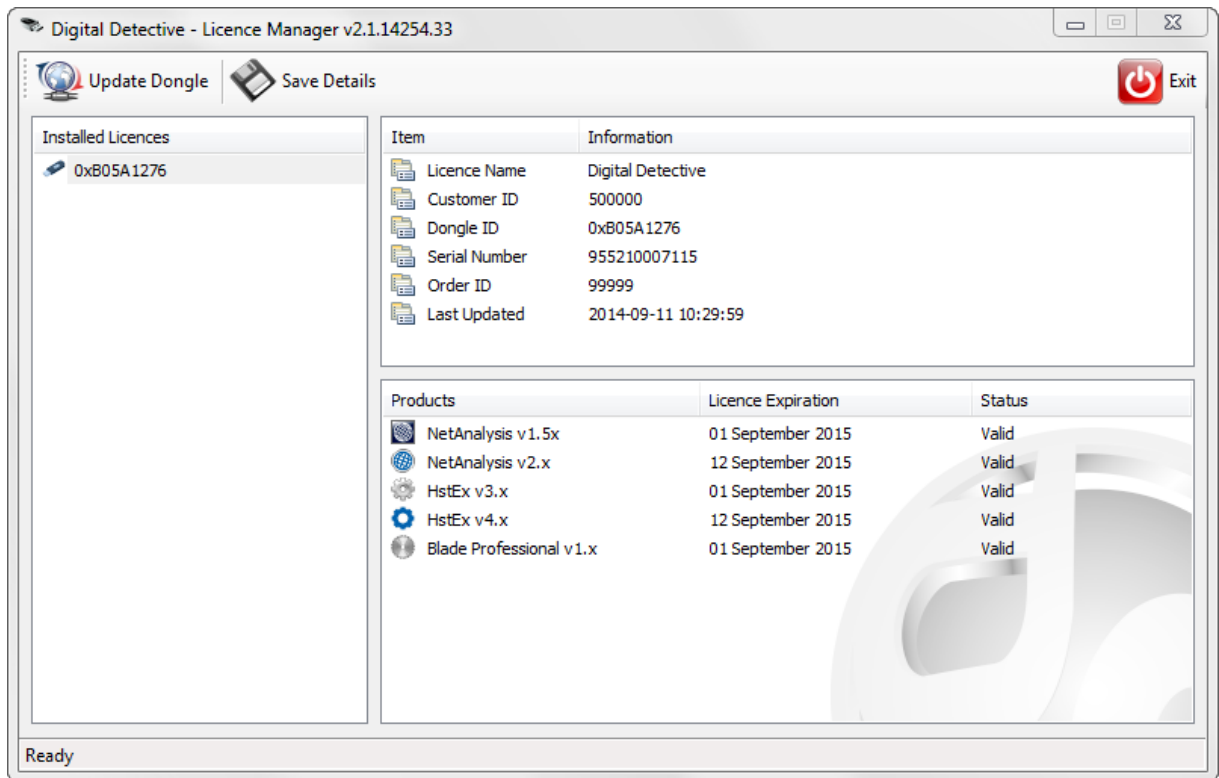 Digital Detective - Licence Manager v2.1.14254.33
Update Dongle Save Details Exit
Installed Licences
0xB05A1276
Item Information
Licence Name Digital Detective
Customer ID 500000
Dongle ID 0xB05A1276
Serial Number 955210007115
Order ID 99999
Last Updated 2014-09-11 10:29:59
Products Licence Expiration Status
NetAnalysis v1.5x 01 September 2015 Valid
NetAnalysis v2.x 12 September 2015 Valid
HstEx v3.x 01 September 2015 Valid
HstEx v4.x 12 September 2015 Valid
Blade Professional v1.x 01 September 2015 Valid
Ready